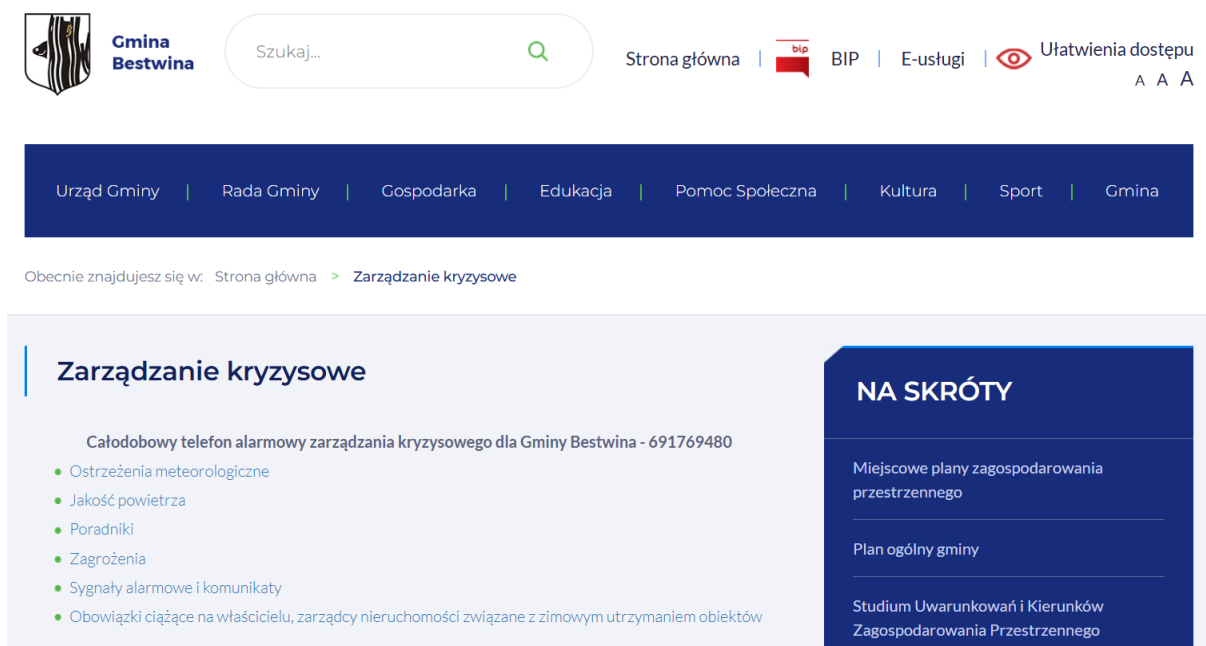 Gmina
Bestwina
Szukaj...
Strona główna | bip BIP | E-usługi | Ułatwienia dostępu
A A A
Urząd Gminy | Rada Gminy | Gospodarka | Edukacja | Pomoc Społeczna | Kultura | Sport | Gmina
Obecnie znajdujesz się w: Strona główna > Zarządzanie kryzysowe
Zarządzanie kryzysowe
Całodobowy telefon alarmowy zarządzania kryzysowego dla Gminy Bestwina - 691769480
Ostrzeżenia meteorologiczne
Jakość powietrza
Poradniki
Zagrożenia
Sygnały alarmowe i komunikaty
Obowiązki ciążące na właścicielu, zarządcy nieruchomości związane z zimowym utrzymaniem obiektów
NA SKRÓTY
Miejscowe plany zagospodarowania
przestrzennego
Plan ogólny gminy
Studium Uwarunkowań i Kierunków
Zagospodarowania Przestrzennego